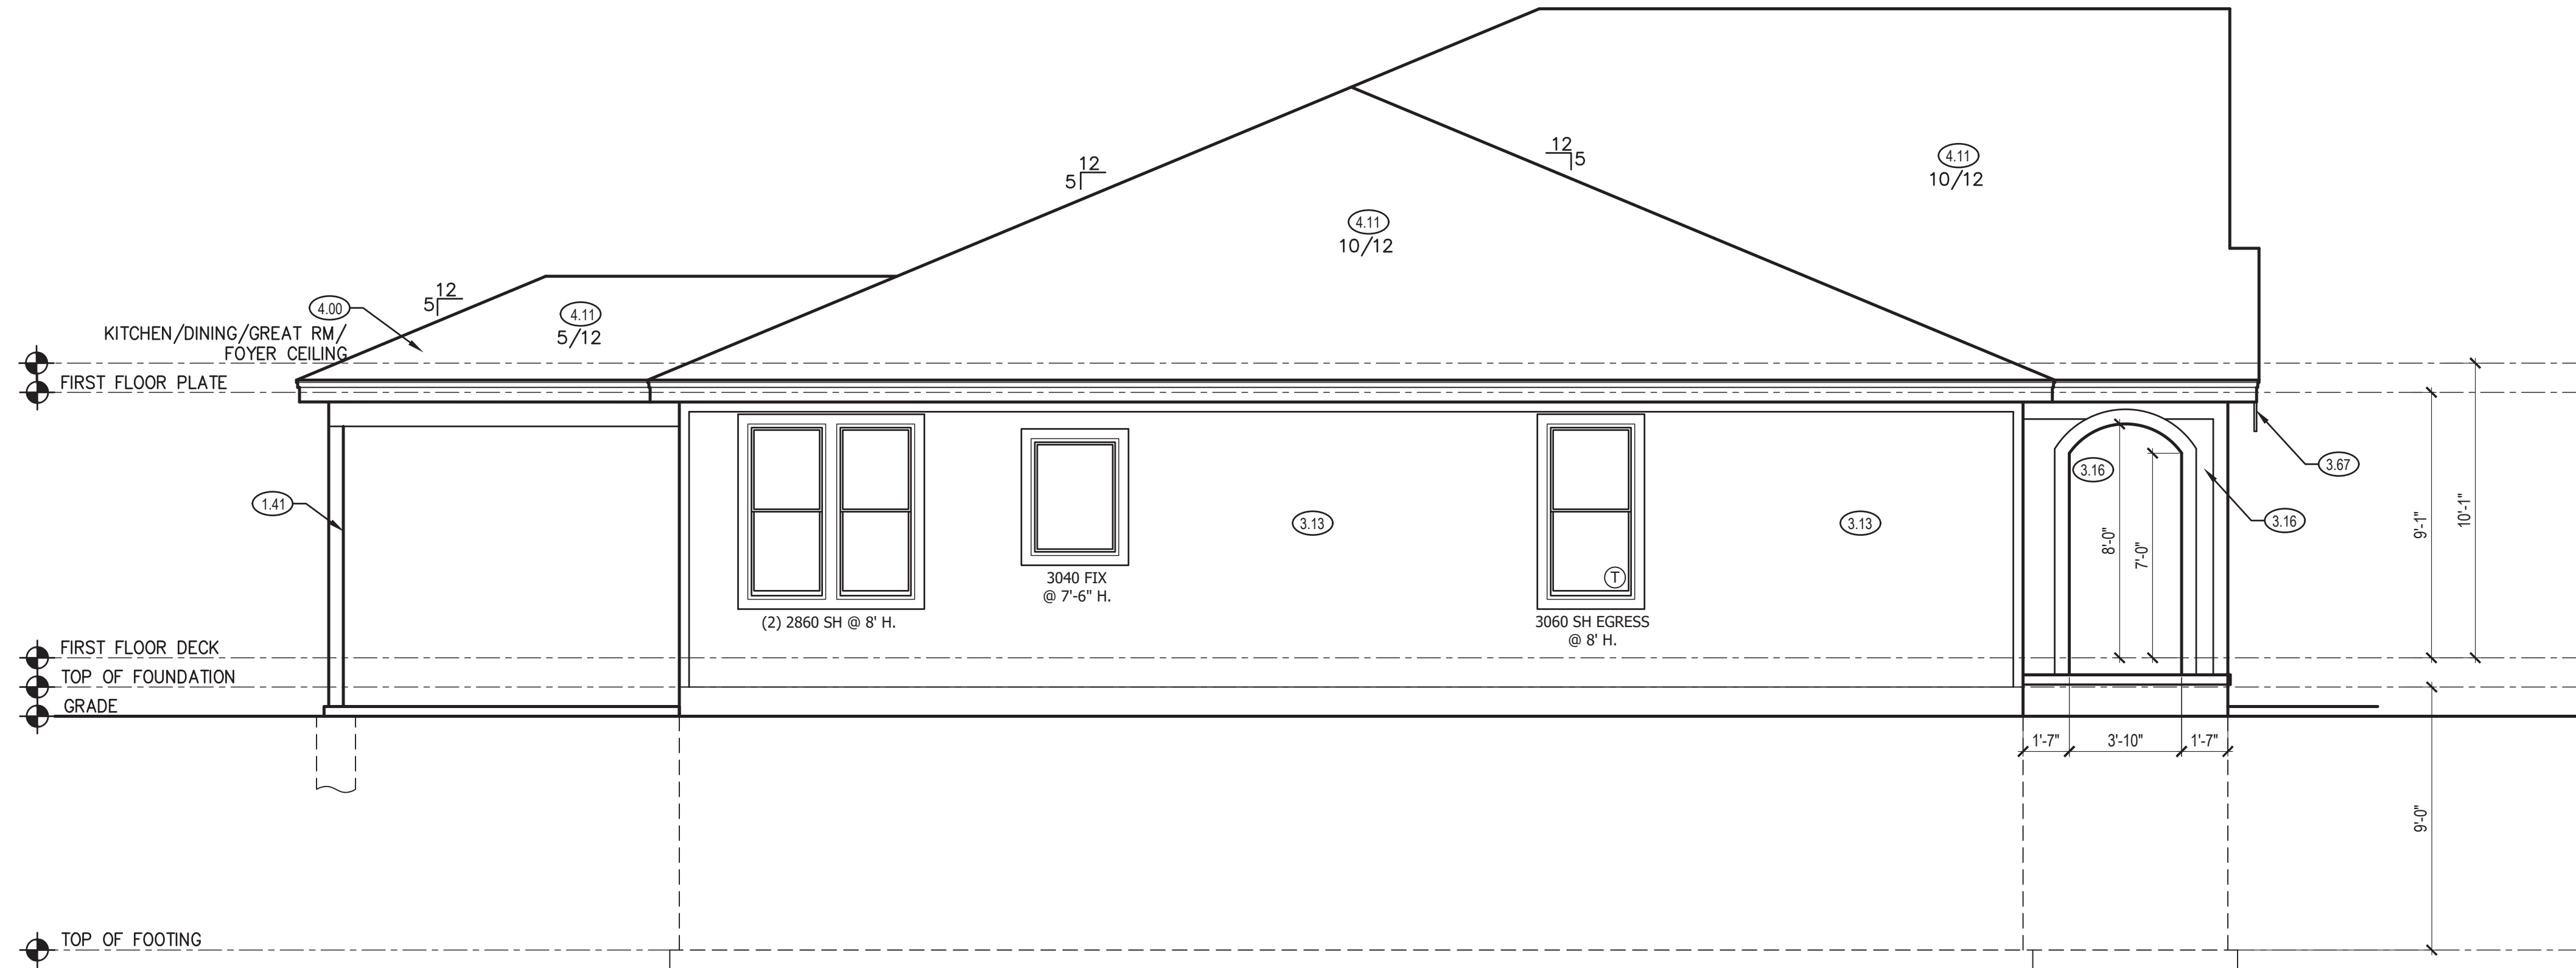 12
5
4.11
10/12
12
5
4.11
10/12
12
5
4.00
4.11
5/12
KITCHEN/DINING/GREAT RM/
FOYER CEILING
FIRST FLOOR PLATE
3.16
3.67
1.41
3.13
3.13
3.16
8'-0"
7'-0"
9'-1"
10'-1"
T
3040 FIX
@ 7'-6" H.
(2) 2860 SH @ 8' H.
3060 SH EGRESS
@ 8' H.
FIRST FLOOR DECK
TOP OF FOUNDATION
GRADE
1'-7"
3'-10"
1'-7"
9'-0"
TOP OF FOOTING